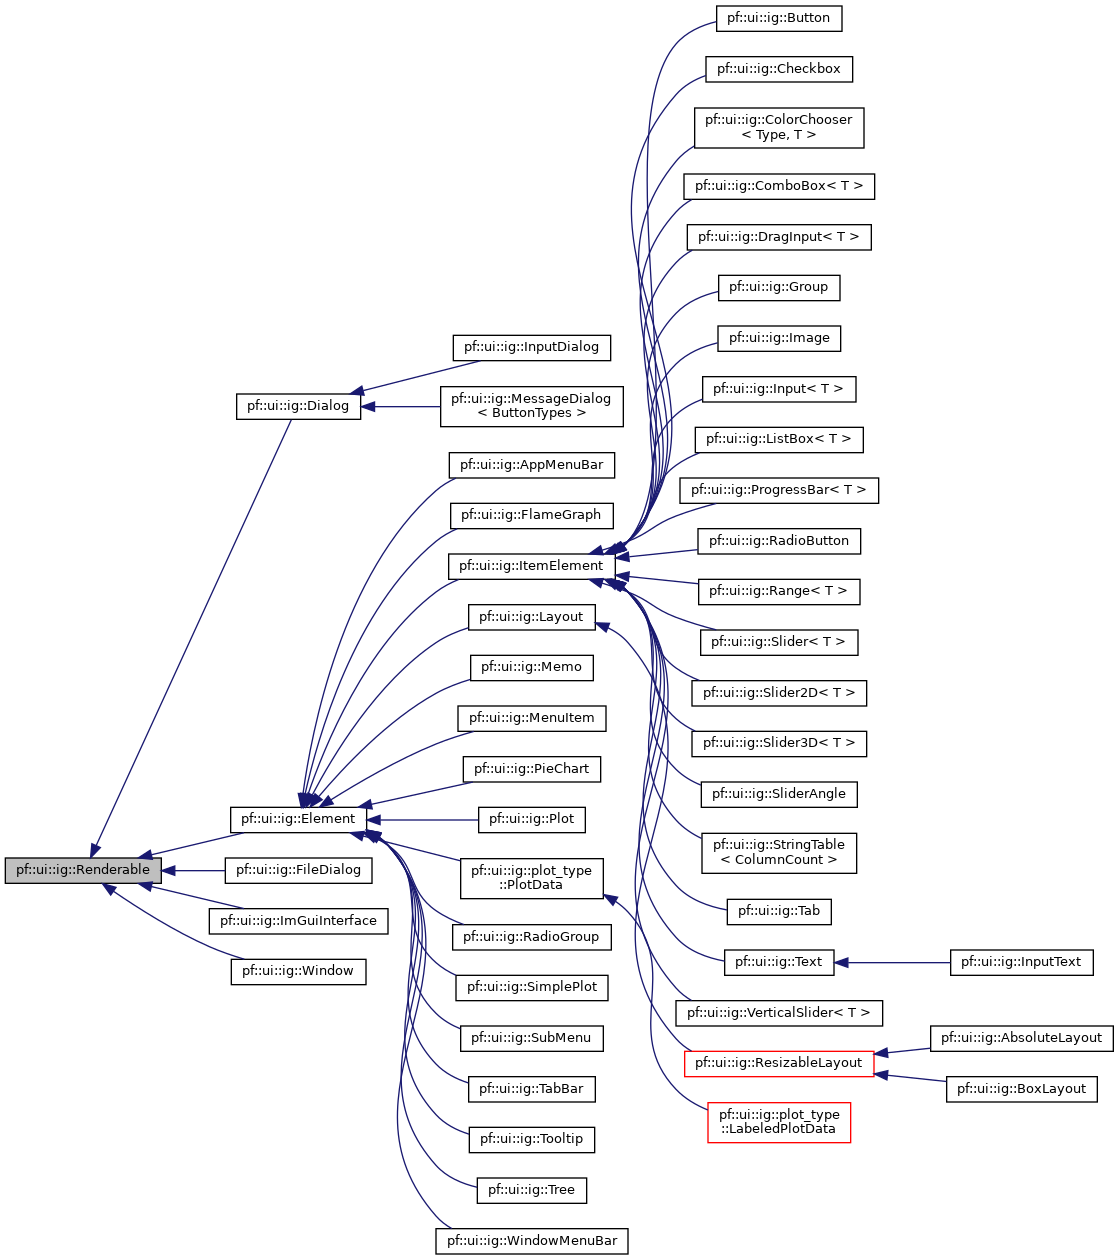 pf::ui::ig::Button
pf::ui::ig::Checkbox
pf::ui::ig::ColorChooser
< Type, T >
pf::ui::ig::ComboBox< T >
pf::ui::ig::DragInput< T >
pf::ui::ig::Group
pf::ui::ig::Image
pf::ui::ig::InputDialog
pf::ui::ig::Input< T >
pf::ui::ig::Dialog
pf::ui::ig::MessageDialog
< ButtonTypes >
pf::ui::ig::ListBox< T >
pf::ui::ig::AppMenuBar
pf::ui::ig::ProgressBar< T >
pf::ui::ig::FlameGraph
pf::ui::ig::RadioButton
pf::ui::ig::ItemElement
pf::ui::ig::Range< T >
pf::ui::ig::Layout
pf::ui::ig::Slider< T >
pf::ui::ig::Memo
pf::ui::ig::Slider2D< T >
pf::ui::ig::MenuItem
pf::ui::ig::Slider3D< T >
pf::ui::ig::PieChart
pf::ui::ig::SliderAngle
pf::ui::ig::Element
pf::ui::ig::Plot
pf::ui::ig::StringTable
< ColumnCount >
pf::ui::ig::Renderable
pf::ui::ig::FileDialog
pf::ui::ig::plot_type
::PlotData
pf::ui::ig::Tab
pf::ui::ig::ImGuiInterface
pf::ui::ig::RadioGroup
pf::ui::ig::Text
pf::ui::ig::InputText
pf::ui::ig::Window
pf::ui::ig::SimplePlot
pf::ui::ig::VerticalSlider< T >
pf::ui::ig::SubMenu
pf::ui::ig::AbsoluteLayout
pf::ui::ig::ResizableLayout
pf::ui::ig::TabBar
pf::ui::ig::BoxLayout
pf::ui::ig::plot_type
::LabeledPlotData
pf::ui::ig::Tooltip
pf::ui::ig::Tree
pf::ui::ig::WindowMenuBar